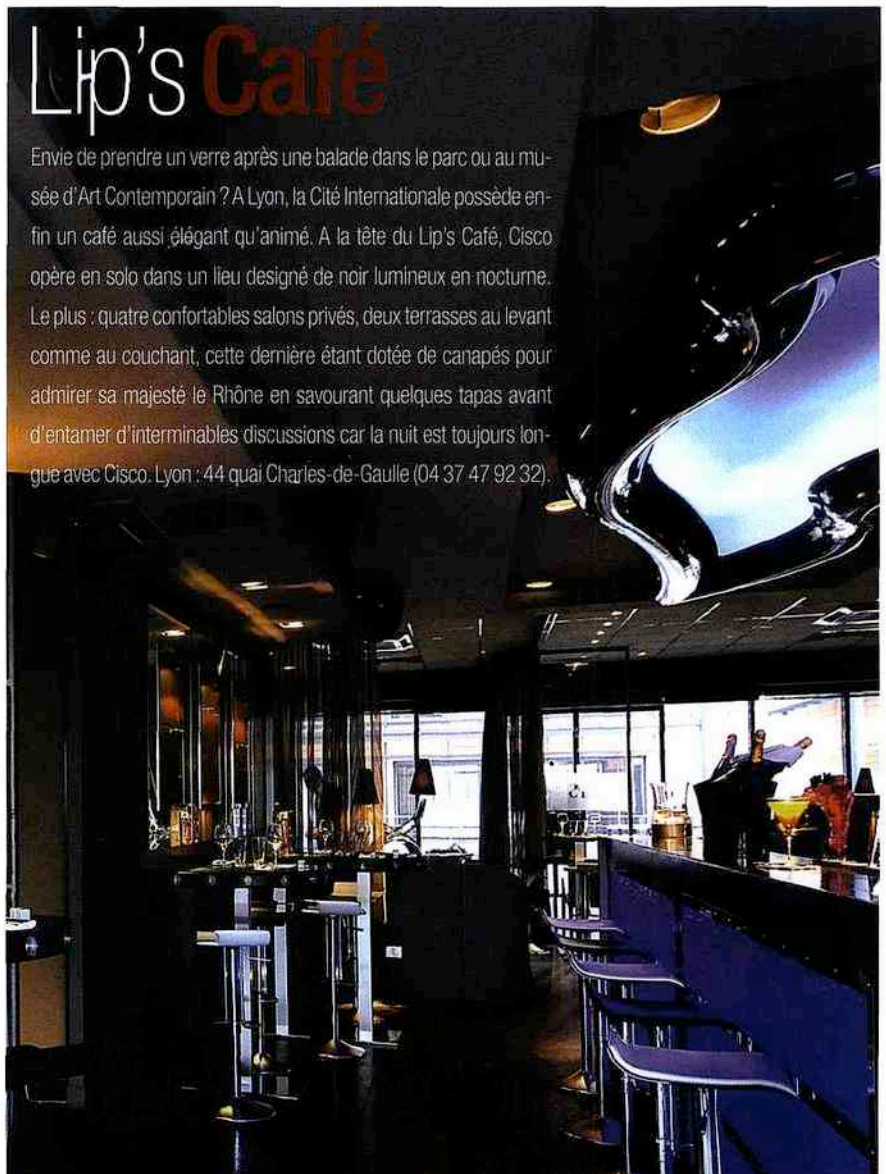 Lip's Café
Envie de prendre un verre après une balade dans le parc ou au mu-
sée d'Art Contemporain ? A Lyon, la Cité Internationale possède en-
fin un café aussi élégant qu'animé. A la tête du Lip's Café, Cisco
opère en solo dans un lieu designé de noir lumineux en nocturne.
Le plus : quatre confortables salons privés, deux terrasses au levant
comme au couchant, cette dernière étant dotée de canapés pour
admirer sa majesté le Rhône en savourant quelques tapas avant
d'entamer d'interminables discussions car la nuit est toujours lon-
gue avec Cisco. Lyon : 44 quai Charles-de-Gaulle (04 37 47 92 32).